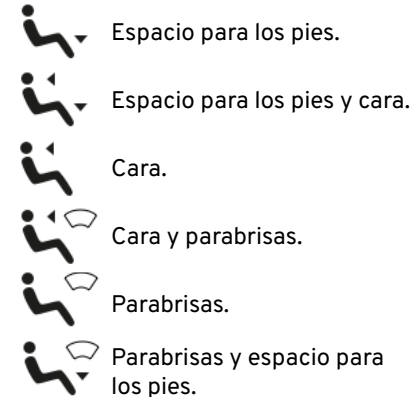 Espacio para los pies.
Espacio para los pies y cara.
Cara.
Cara y parabrisas.
Parabrisas.
Parabrisas y espacio para
los pies.